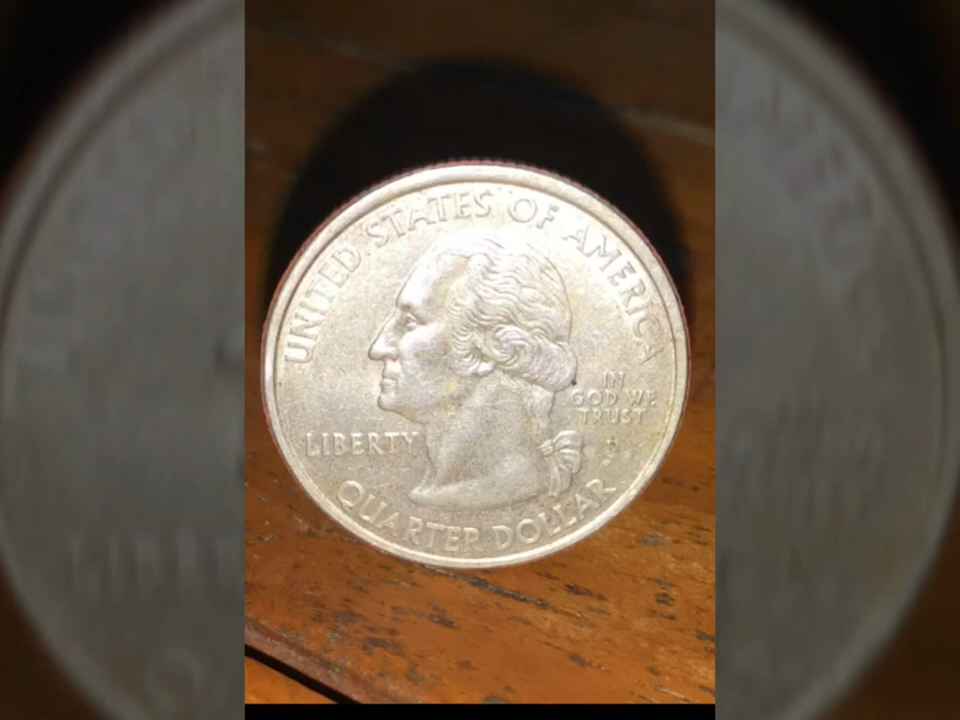 UNITED STATES OF AMERICA
IN
GOD WE
TRUST
LIBERTY
D
QUARTER DOLLAR